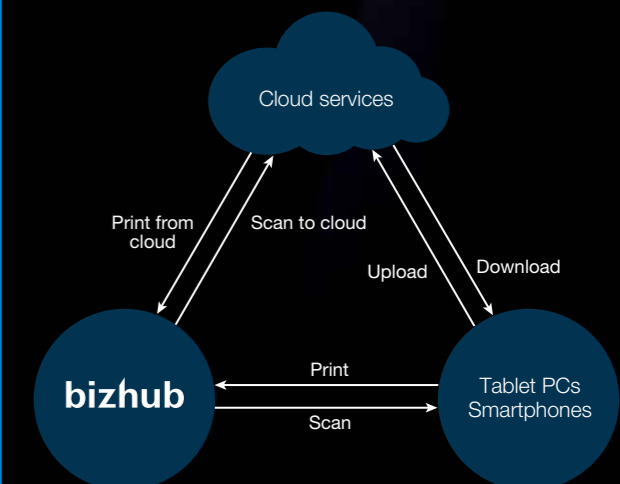 Cloud services
Print from
cloud
Scan to cloud
Upload
Download
bizhub
Print
Scan
Tablet PCs
Smartphones